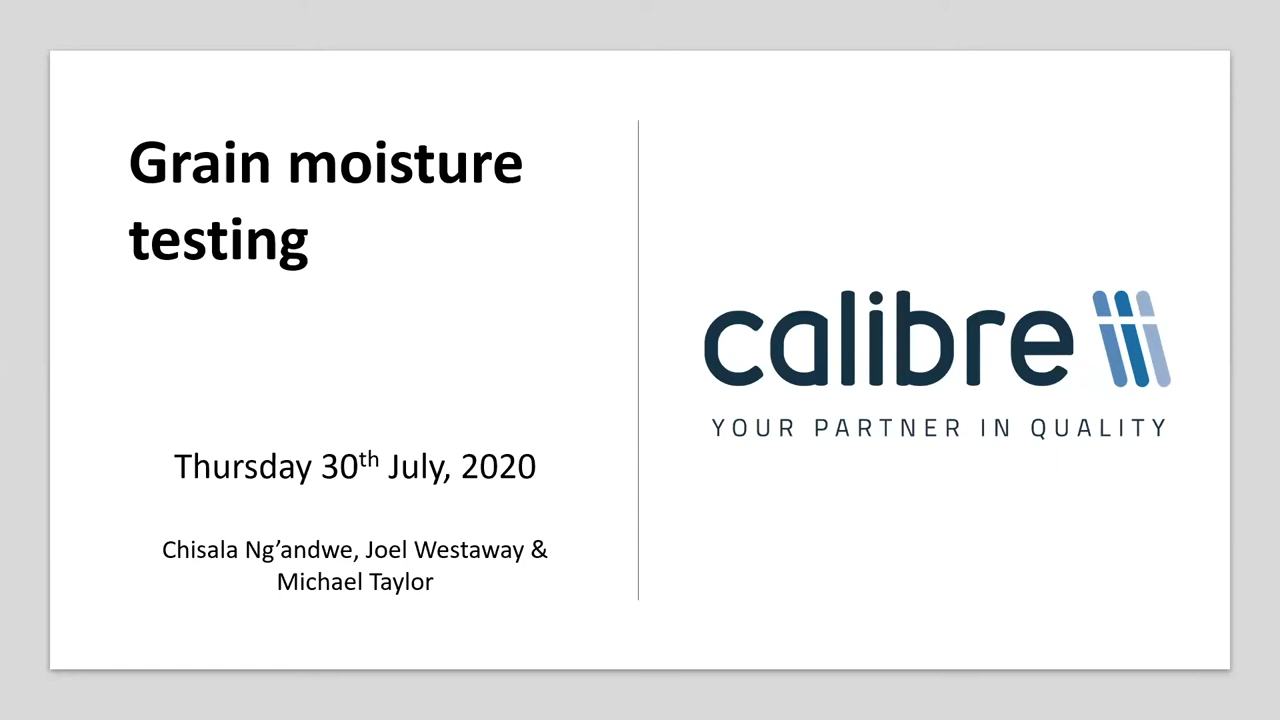 Grain moisture
testing
Thursday 30th July, 2020
Chisala Ng’andwe, Joel Westaway &
Michael Taylor
calibre
YOUR PARTNER IN QUALITY